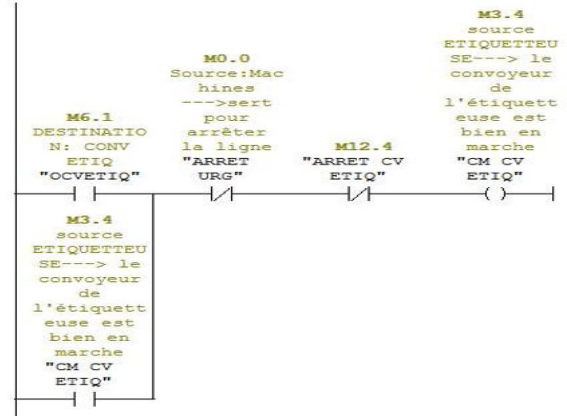 M3.4
source
ETIQUETTEU
SE---> le
convoyeur
de
l'étiquett
euse est
bien en
marche
"CM CV
ETIQ"
M0.0
Source:Mac
hines
--->sert
pour
arrêter
la ligne
"ARRET
URG"
M6.1
DESTINATIO
N: CONV
ETIQ
"OCVETIQ"
M12.4
"ARRET CV
ETIQ"
M3.4
source
ETIQUETTEU
SE---> le
convoyeur
de
l'étiquett
euse est
bien en
marche
"CM CV
ETIQ"